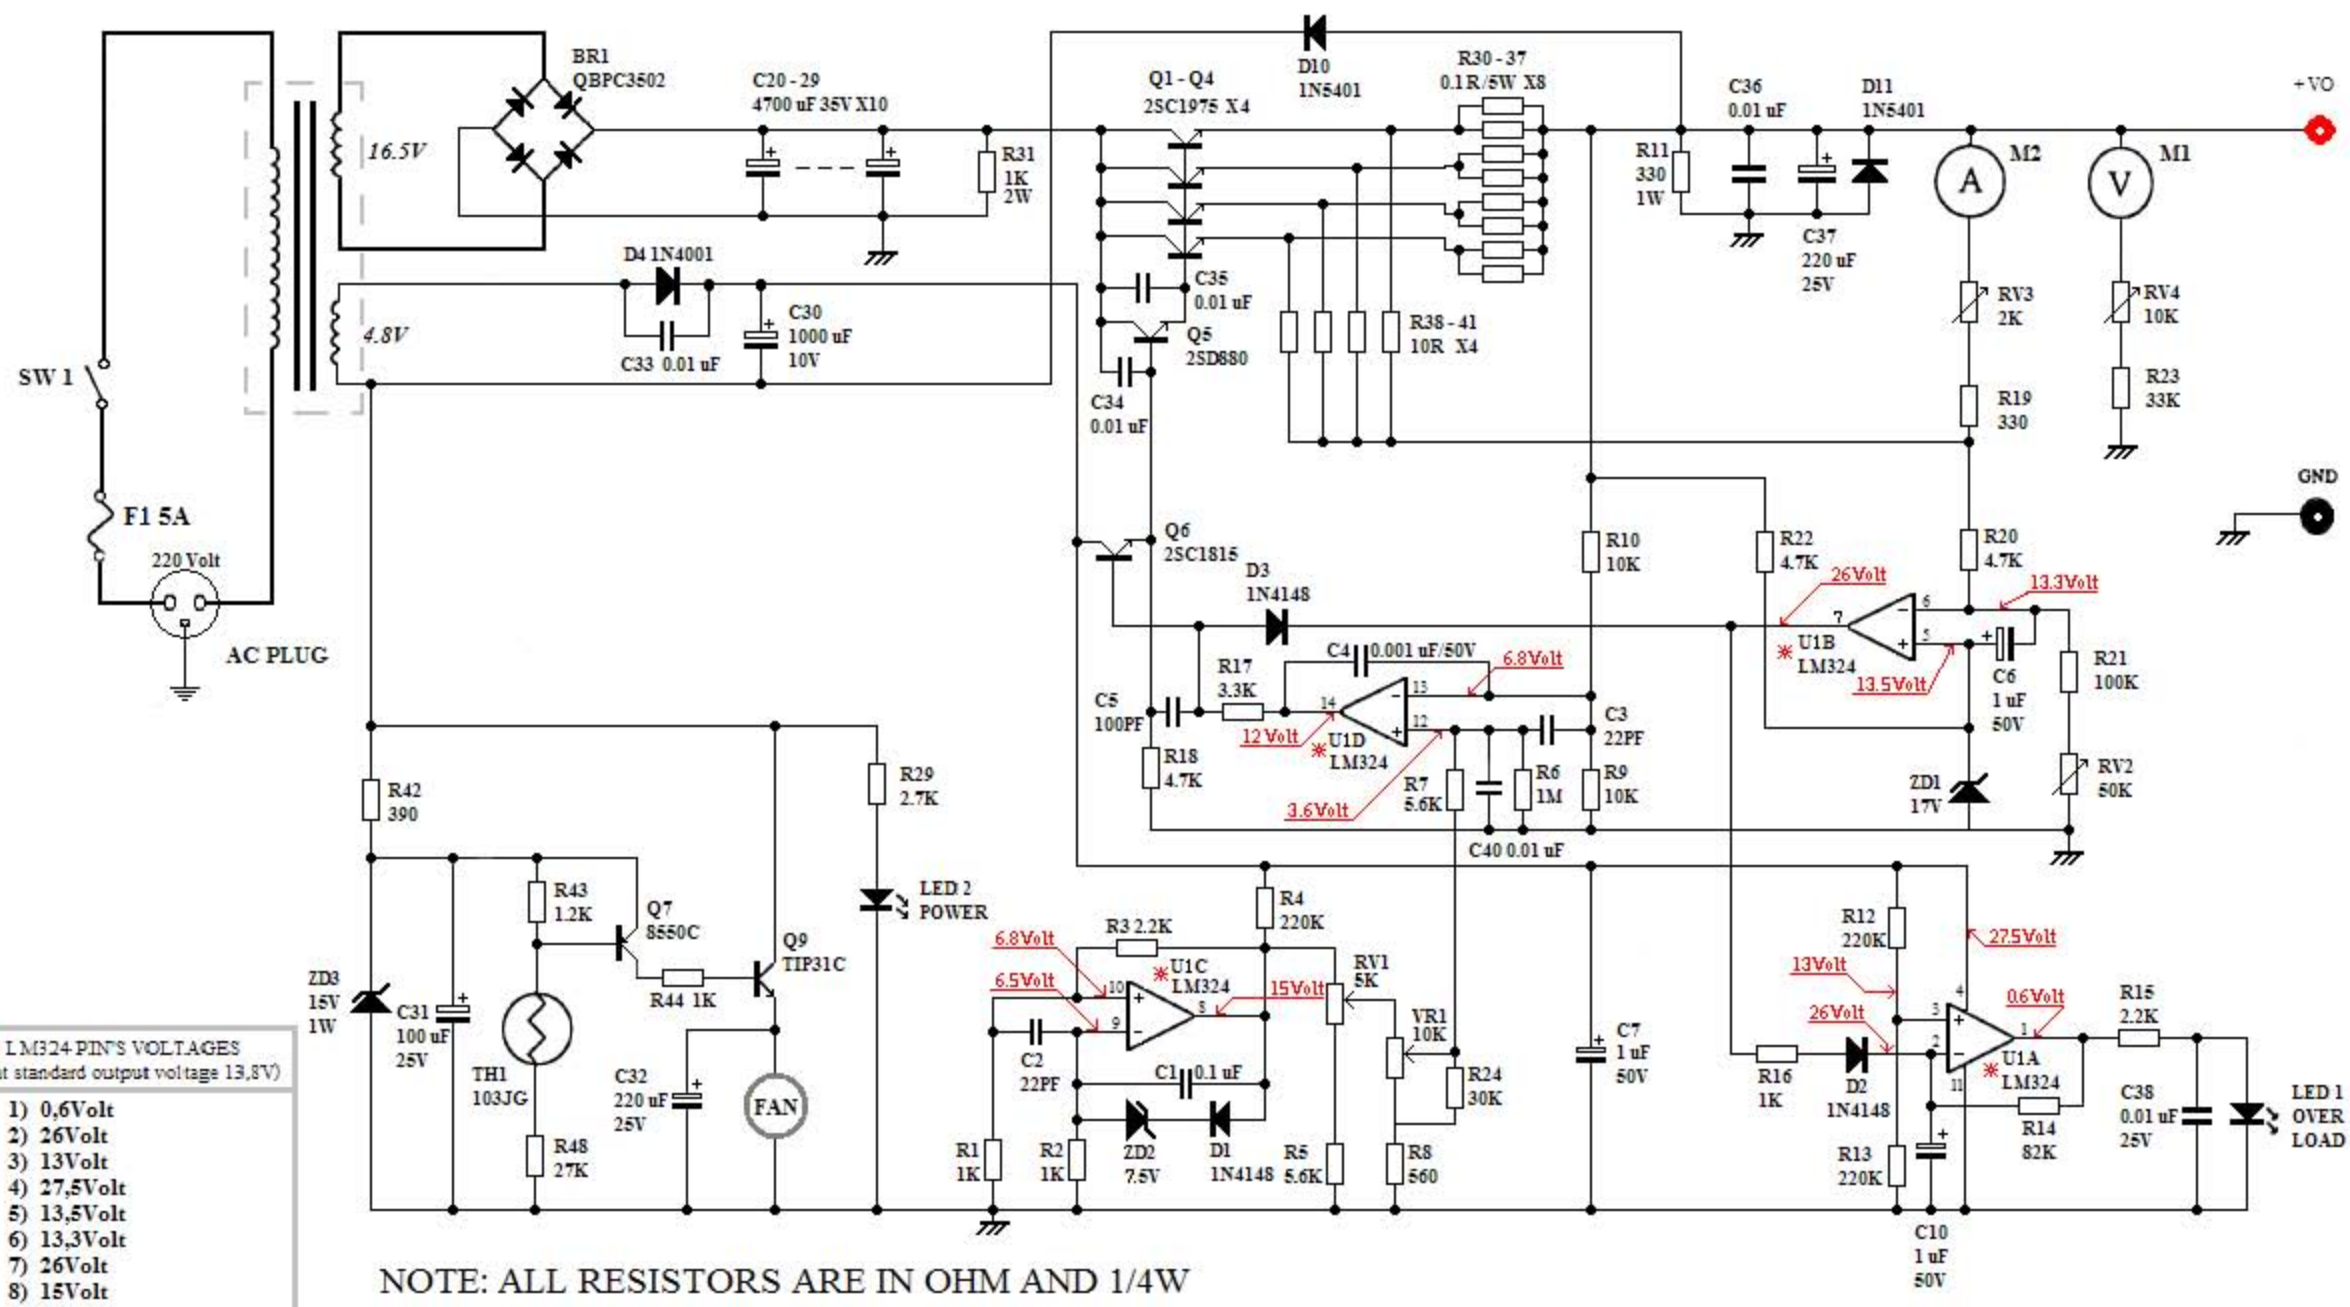 BR1
QBPC3502
C20 - 29
4700 uF 35V X10
Q1 - Q4
2SC1975 X 4
D10
1N5401
R30 - 37
0.1R/5W X8
C36
0.01 uF
D11
1N5401
+ VO
16.5V
R31
1K
2W
R11
330
1W
A
M2
V
M1
D4 1N4001
C33 0.01 uF
C30
1000 uF
10V
C35
0.01 uF
Q5
2SD880
C34
0.01 uF
R38 - 41
10R X4
C37
220 uF
25V
RV3
2K
RV4
10K
R19
330
R23
33K
4.8V
SW 1
F1 5A
220 Volt
AC PLUG
GND
Q6
2SC1815
D3
1N4148
R10
10K
R22
4.7K
R20
4.7K
26Volt
13.3Volt
7
6
5
+
U1B
LM324
13.5Volt
C6
1 uF
50V
R21
100K
C4
0.001 uF/50V
6.8Volt
R17
3.3K
C5
100PF
14
13
12
12Volt
U1D
LM324
C3
22PF
R18
4.7K
R7
5.6K
R6
1M
R9
10K
3.6Volt
ZD1
17V
RV2
50K
C40 0.01 uF
R42
390
R29
2.7K
R43
1.2K
Q7
8550C
LED 2
POWER
Q9
TIP31C
R44 1K
ZD3
15V
1W
C31
100 uF
25V
TH1
103JG
C32
220 uF
25V
FAN
R48
27K
R4
220K
R3 2.2K
6.8Volt
6.5Volt
10
9
8
U1C
LM324
15Volt
RV1
5K
VR1
10K
C2
22PF
C1
0.1 uF
R1
1K
R2
1K
ZD2
7.5V
D1
1N4148
R5
5.6K
R8
560
R24
30K
C7
1 uF
50V
R12
220K
27.5Volt
13Volt
26Volt
4
3
2
1
11
0.6Volt
R15
2.2K
U1A
LM324
R16
1K
D2
1N4148
R14
82K
R13
220K
C10
1 uF
50V
C38
0.01 uF
25V
LED 1
OVER
LOAD
LM324 PIN'S VOLTAGES
standard output voltage 13,8V)
1) 0,6Volt
2) 26Volt
3) 13Volt
4) 27,5Volt
5) 13,5Volt
6) 13,3Volt
7) 26Volt
8) 15Volt
NOTE: ALL RESISTORS ARE IN OHM AND 1/4W